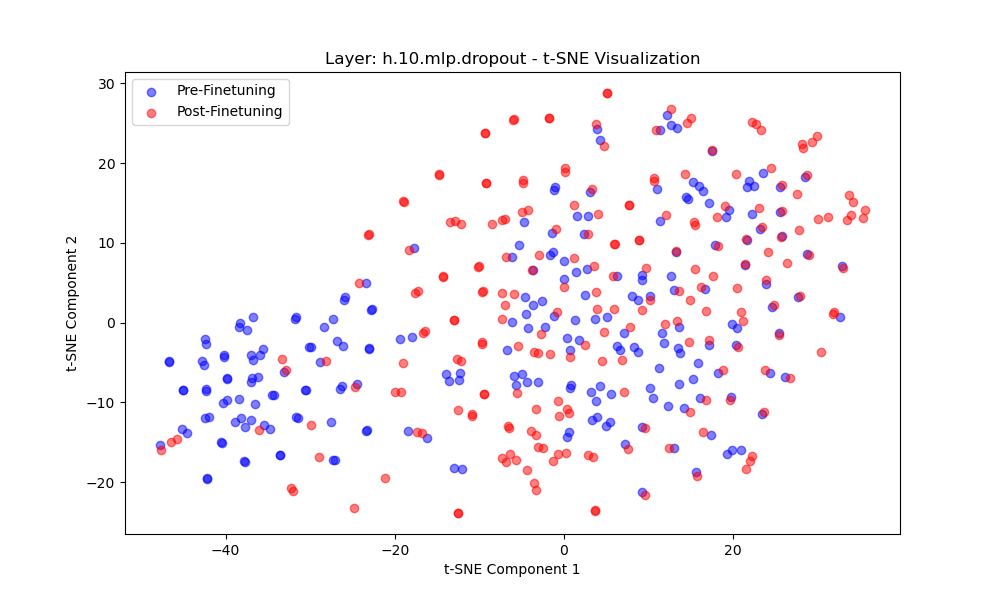 Layer: h.10.mlp.dropout - t-SNE Visualization
Pre-Finetuning
Post-Finetuning
30
20
10
0
−10
−20
t-SNE Component 2
−40
−20
0
20
t-SNE Component 1